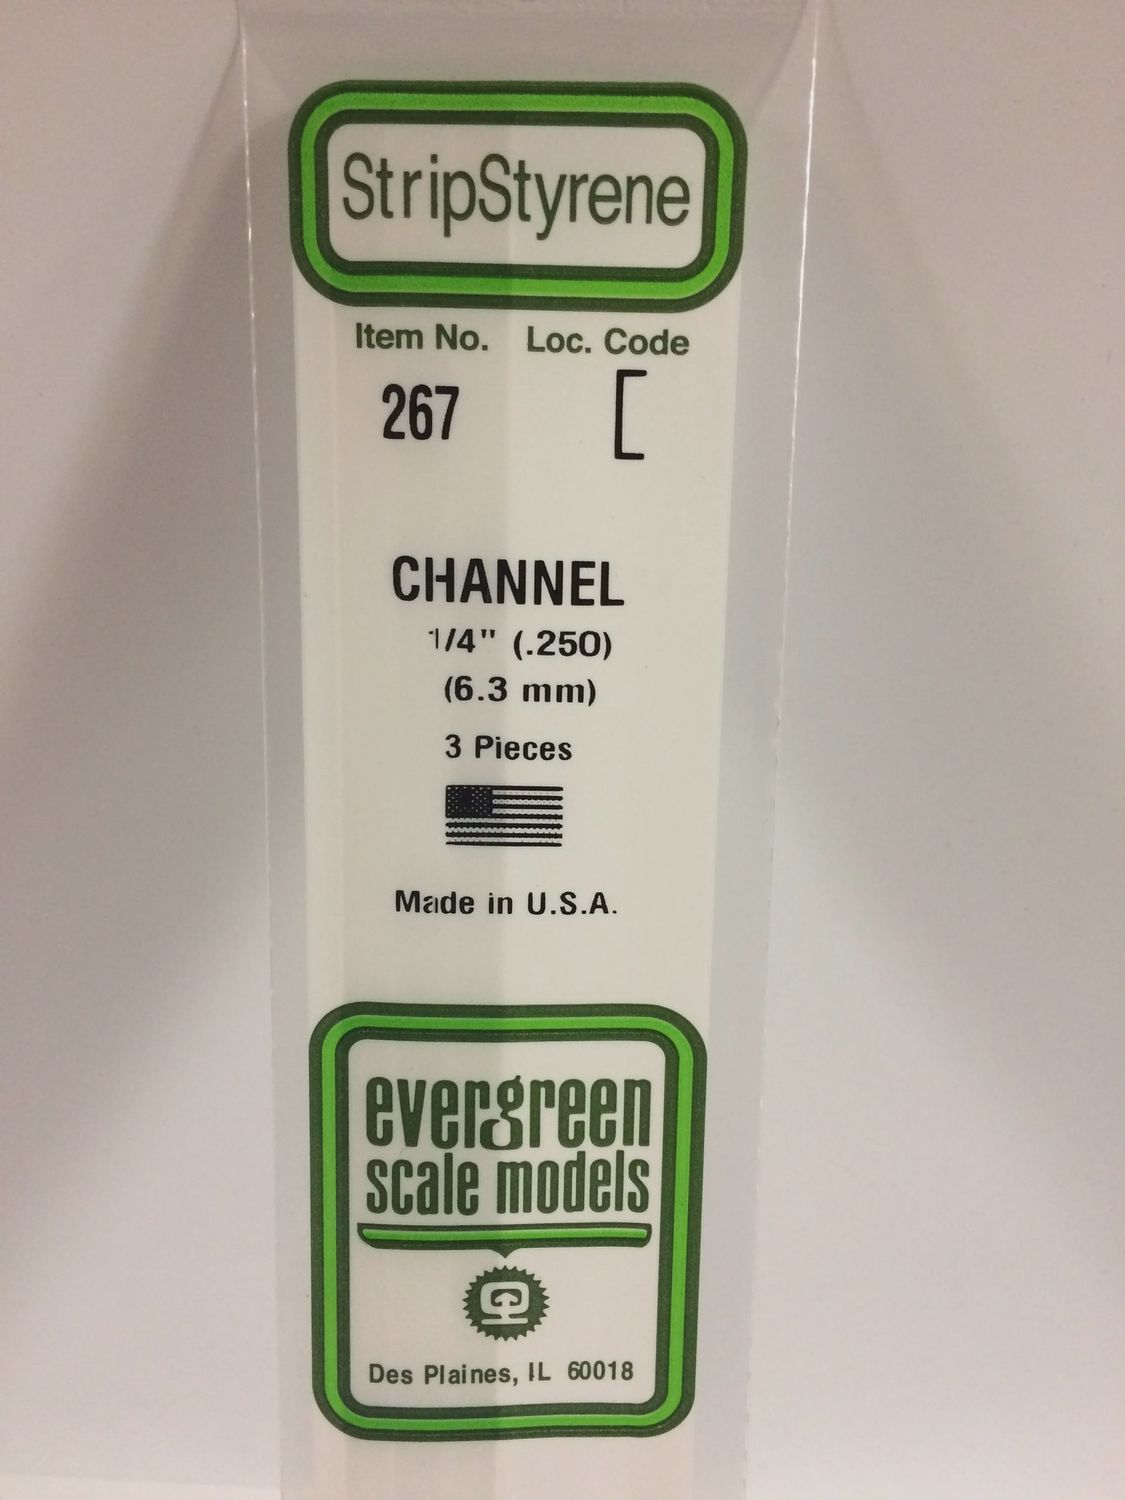 StripStyrene
Item No. Loc. Code
267 [
CHANNEL
1/4" (.250)
(6.3 mm)
3 Pieces
Made in U.S.A.
evergreen
scale models
Des Plaines, IL 60018